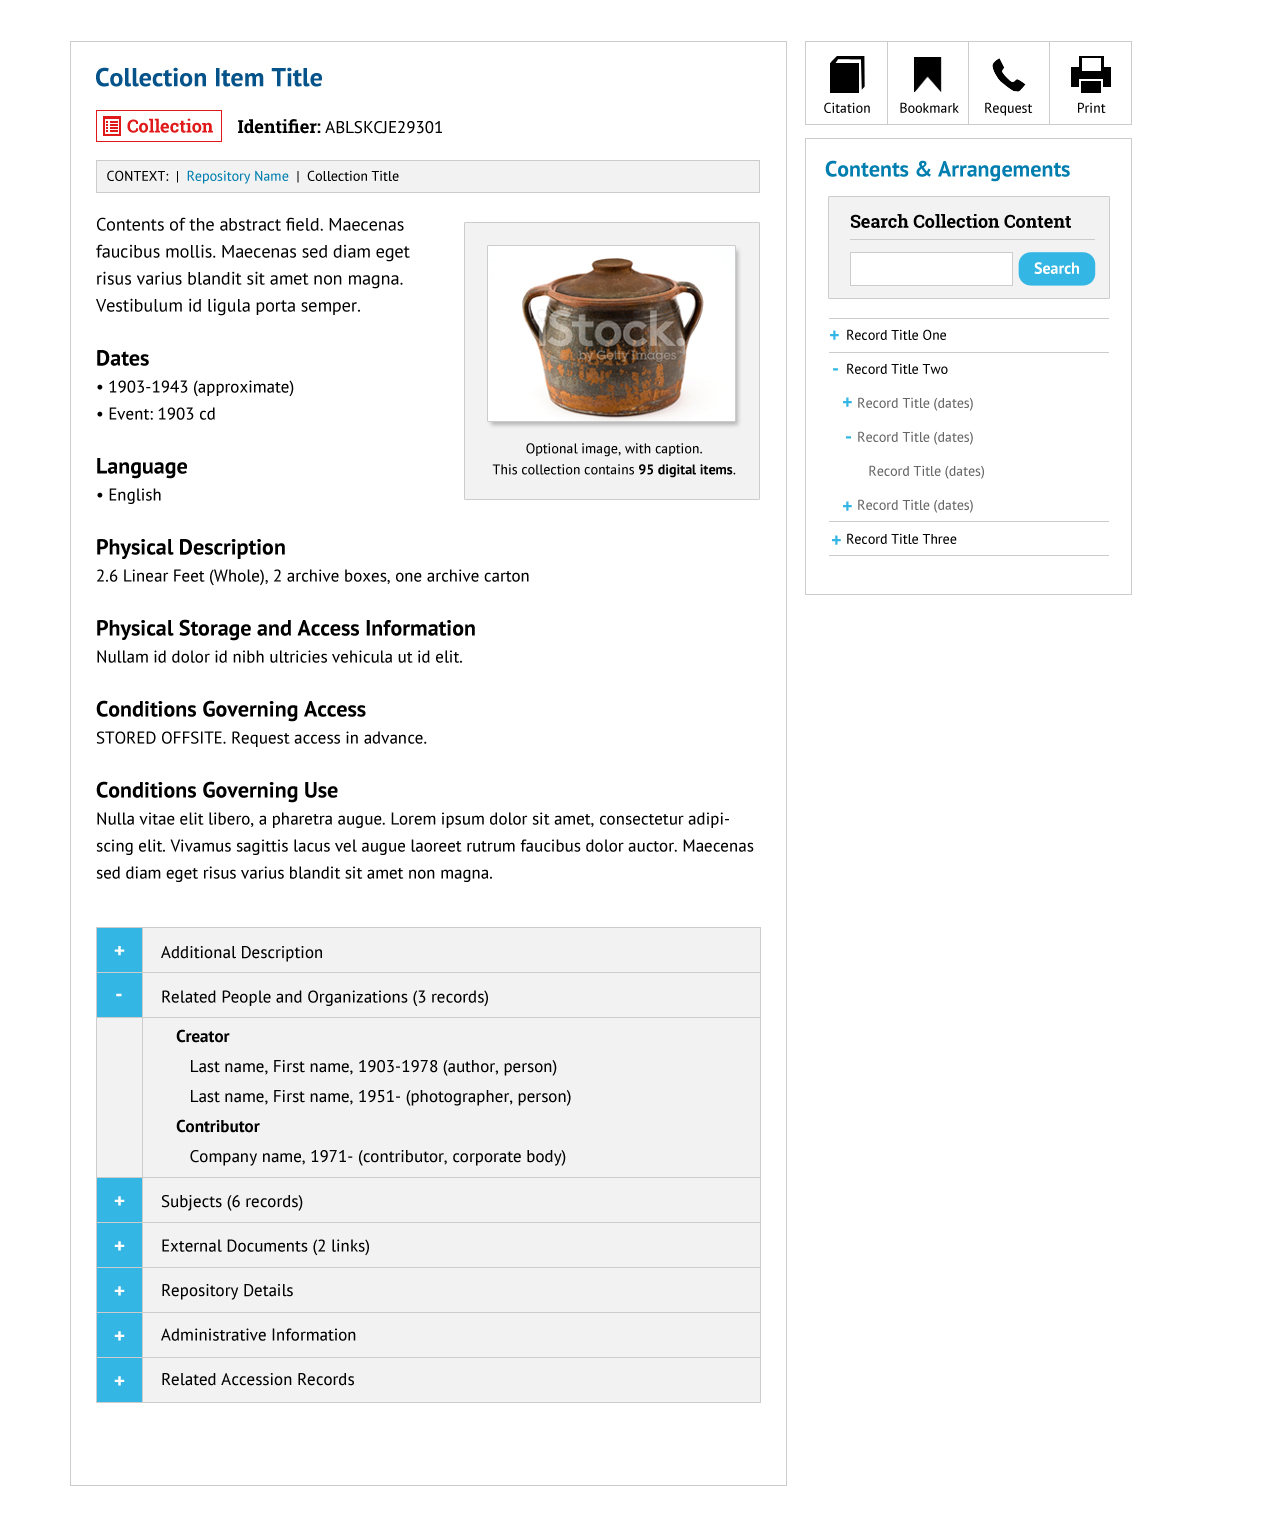 Collection Item Title
Collection
Identifier: ABLSKCJE29301
CONTEXT: | Repository Name | Collection Title
Contents of the abstract field. Maecenas
faucibus mollis. Maecenas sed diam eget
risus varius blandit sit amet non magna.
Vestibulum id ligula porta semper.
iStock.
by Getty Images
Optional image, with caption.
This collection contains 95 digital items.
Dates
• 1903-1943 (approximate)
• Event: 1903 cd
Language
• English
Physical Description
2.6 Linear Feet (Whole), 2 archive boxes, one archive carton
Physical Storage and Access Information
Nullam id dolor id nibh ultricies vehicula ut id elit.
Conditions Governing Access
STORED OFFSITE. Request access in advance.
Conditions Governing Use
Nulla vitae elit libero, a pharetra augue. Lorem ipsum dolor sit amet, consectetur adipi-
scing elit. Vivamus sagittis lacus vel augue laoreet rutrum faucibus dolor auctor. Maecenas
sed diam eget risus varius blandit sit amet non magna.
+ Additional Description
- Related People and Organizations (3 records)
Creator
Last name, First name, 1903-1978 (author, person)
Last name, First name, 1951- (photographer, person)
Contributor
Company name, 1971- (contributor, corporate body)
+ Subjects (6 records)
+ External Documents (2 links)
+ Repository Details
+ Administrative Information
+ Related Accession Records
Citation
Bookmark
Request
Print
Contents & Arrangements
Search Collection Content
Search
+ Record Title One
- Record Title Two
+ Record Title (dates)
- Record Title (dates)
Record Title (dates)
+ Record Title (dates)
+ Record Title Three